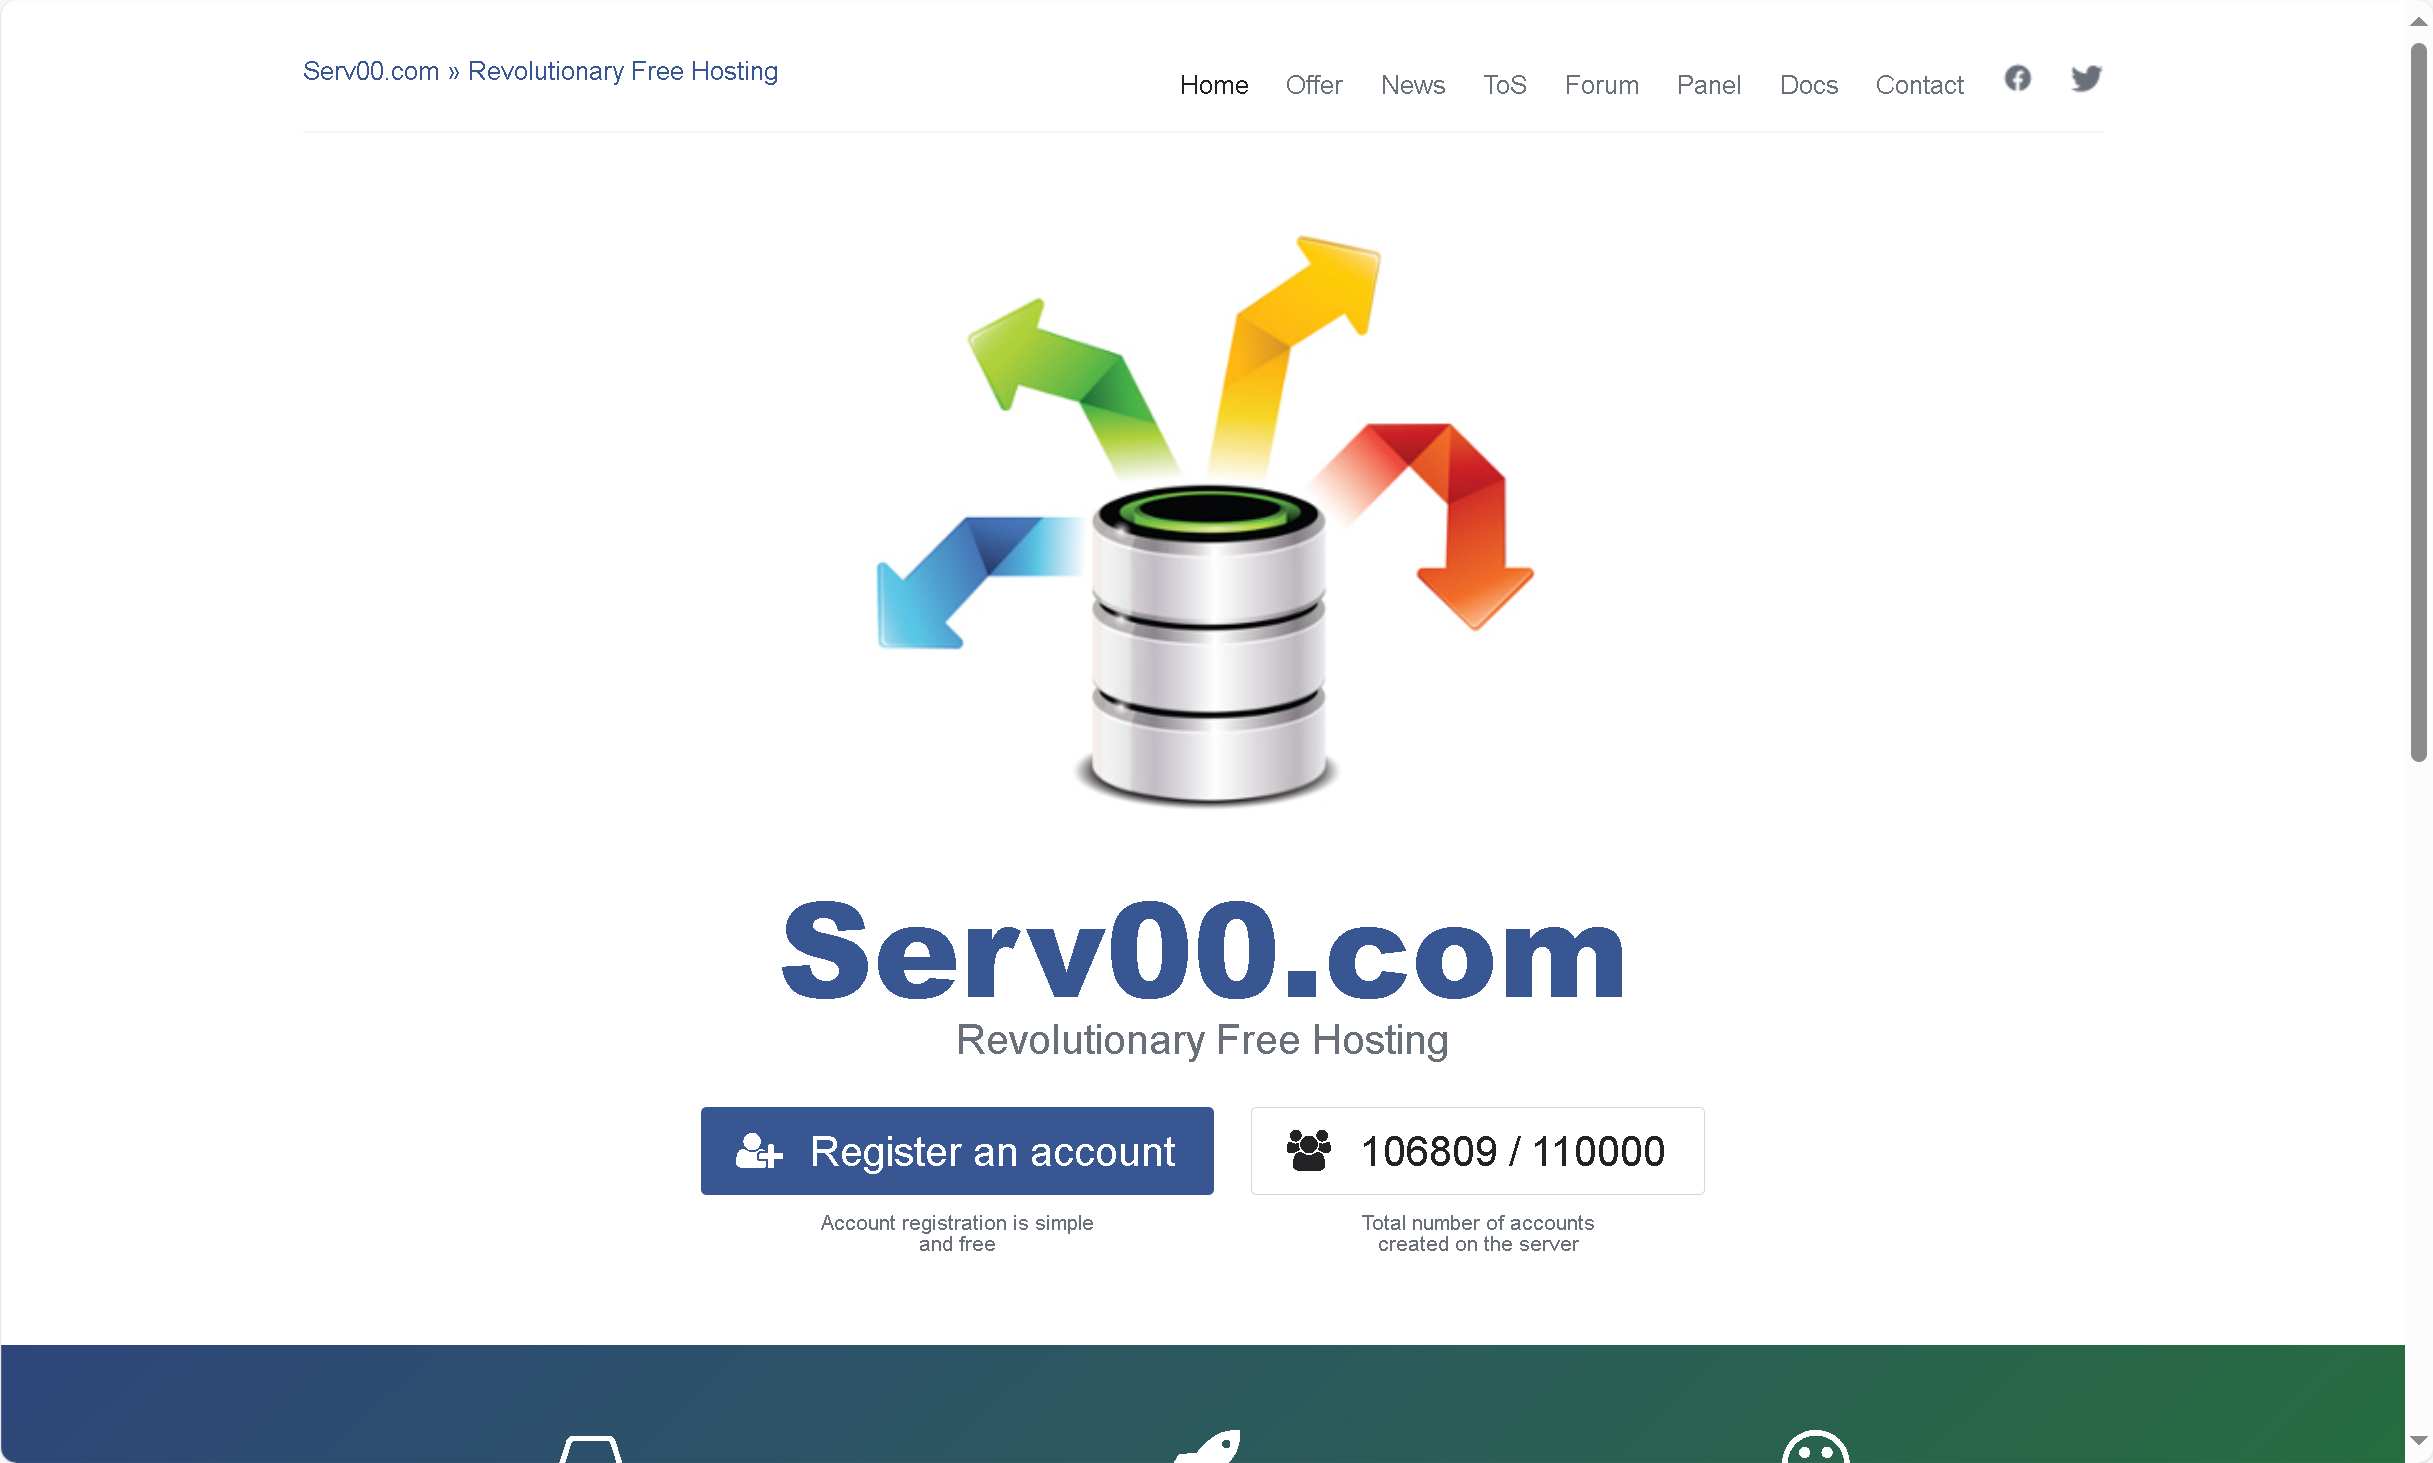 Serv00.com » Revolutionary Free Hosting
Home Offer News ToS Forum Panel Docs Contact
Serv00.com
Revolutionary Free Hosting
Register an account
106809 / 110000
Account registration is simple
and free
Total number of accounts
created on the server